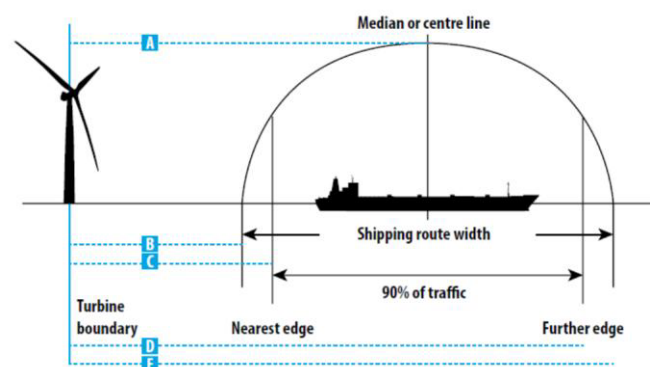 Median or centre line
A
B
Shipping route width
C
90% of traffic
Turbine
boundary
Nearest edge
Further edge
D
E